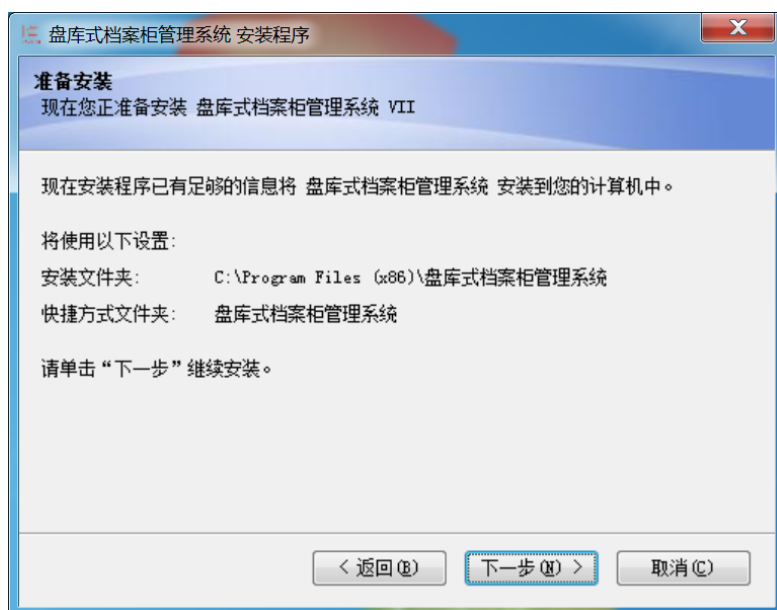 盘库式档案柜管理系统 安装程序
准备安装
现在您正准备安装 盘库式档案柜管理系统 VII
现在安装程序已有足够的信息将 盘库式档案柜管理系统 安装到您的计算机中。
将使用以下设置:
安装文件夹: C:\Program Files (x86)\盘库式档案柜管理系统
快捷方式文件夹: 盘库式档案柜管理系统
请单击“下一步”继续安装。
< 返回(B) 下一步(N) > 取消(C)